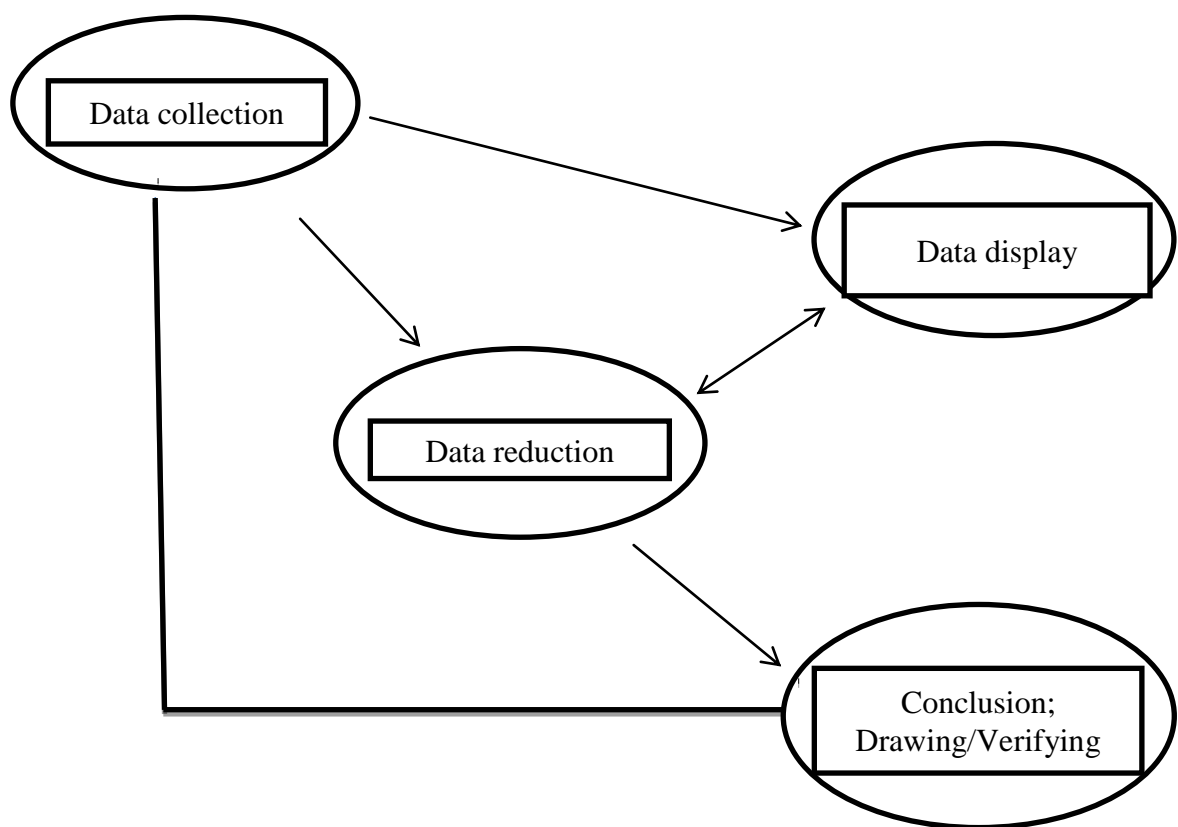 Data collection
Data display
Data reduction
Conclusion;
Drawing/Verifying